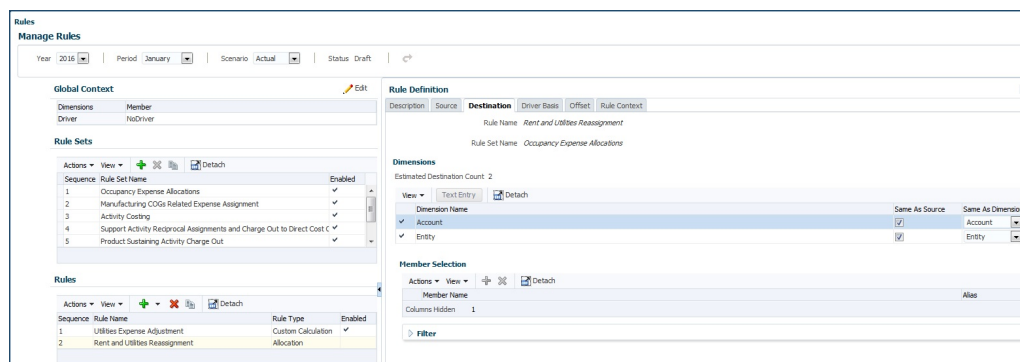 Rules
Manage Rules
Year 2016 Period January Scenario Actual Status Draft
Global Context Edit
Dimensions Member
Driver NoDriver
Rule Sets
Actions View Detach
Sequence Rule Set Name Enabled
1 Occupancy Expense Allocations
2 Manufacturing COGs Related Expense Assignment
3 Activity Costing
4 Support Activity Reciprocal Assignments and Charge Out to Direct Cost C
5 Product Sustaining Activity Charge Out
Rules
Actions View Detach
Sequence Rule Name Rule Type Enabled
1 Utilities Expense Adjustment Custom Calculation
2 Rent and Utilities Reassignment Allocation
Rule Definition
Description Source Destination Driver Basis Offset Rule Context
Rule Name Rent and Utilities Reassignment
Rule Set Name Occupancy Expense Allocations
Dimensions
Estimated Destination Count 2
View Text Entry Detach
Dimension Name Same As Source Same As Dimensio
Account Account
Entity Entity
Member Selection
Actions View Detach
Member Name Alias
Columns Hidden 1
Filter